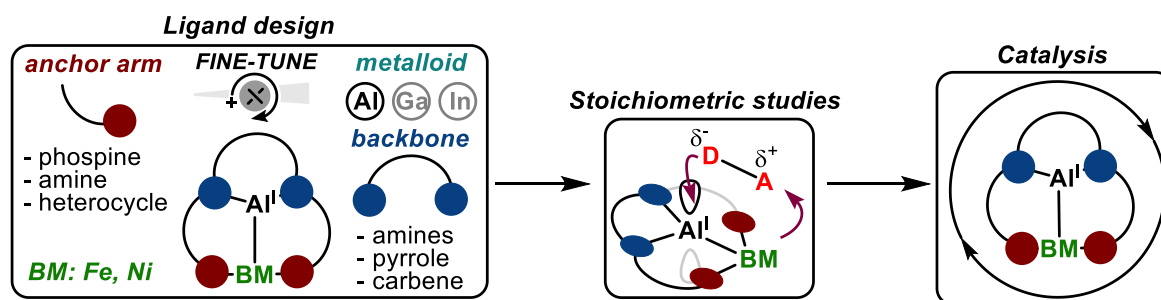 Ligand design
anchor arm
- phospine
- amine
- heterocycle
BM: Fe, Ni
FINE-TUNE
+
Al^I
BM
metalloid
Al Ga In
backbone
- amines
- pyrrole
- carbene
Stoichiometric studies
δ-
D
δ+
A
Al^I
BM
Catalysis
Al^I
BM